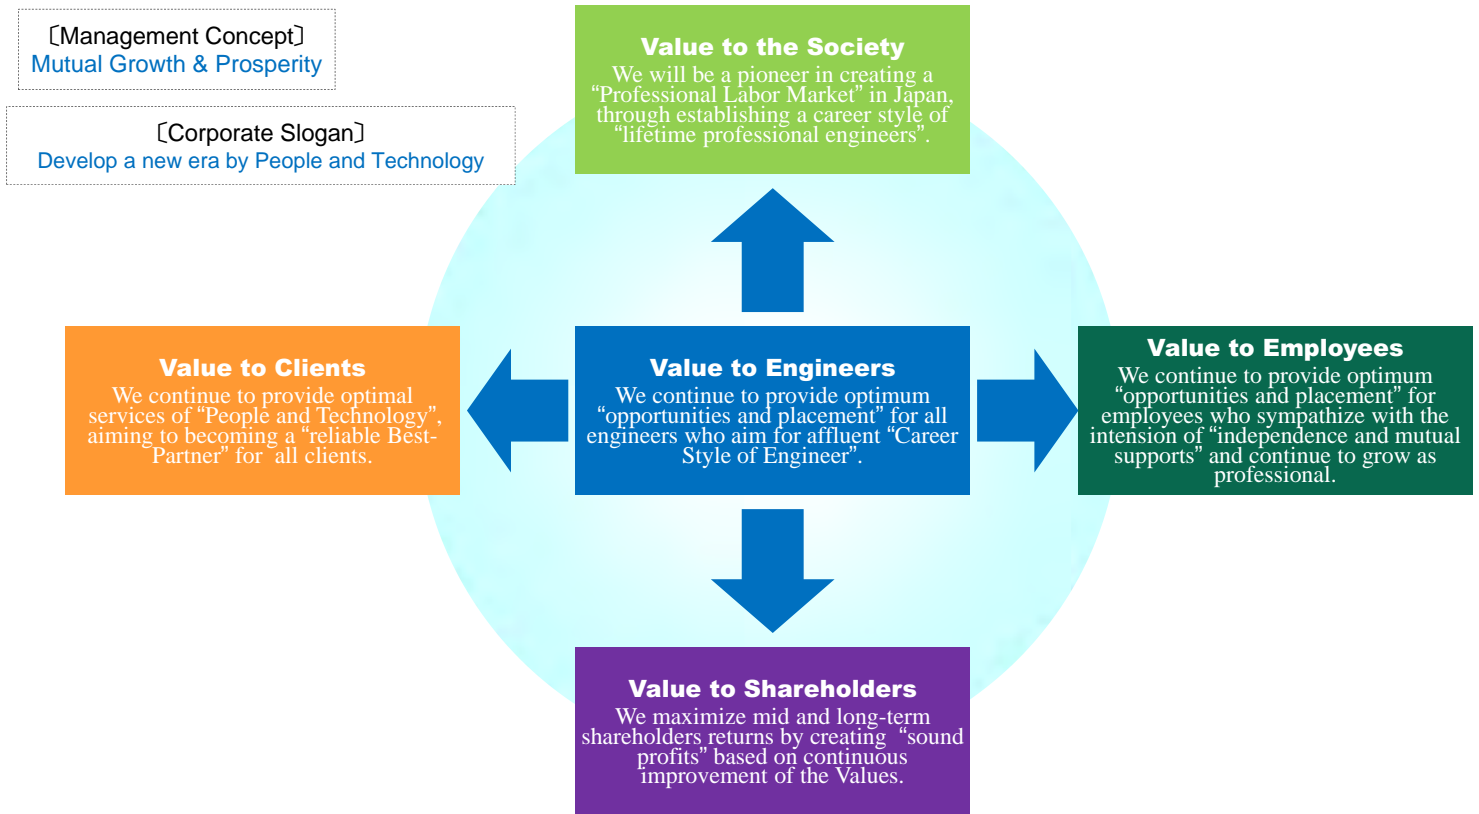 〔Management Concept〕
Mutual Growth & Prosperity
〔Corporate Slogan〕
Develop a new era by People and Technology
Value to the Society
We will be a pioneer in creating a
“Professional Labor Market” in Japan,
through establishing a career style of
“lifetime professional engineers”.
Value to Clients
We continue to provide optimal
services of “People and Technology”,
aiming to becoming a “reliable Best-
Partner” for all clients.
Value to Engineers
We continue to provide optimum
“opportunities and placement” for all
engineers who aim for affluent “Career
Style of Engineer”.
Value to Employees
We continue to provide optimum
“opportunities and placement” for
employees who sympathize with the
intension of “independence and mutual
supports” and continue to grow as
professional.
Value to Shareholders
We maximize mid and long-term
shareholders returns by creating “sound
profits” based on continuous
improvement of the Values.